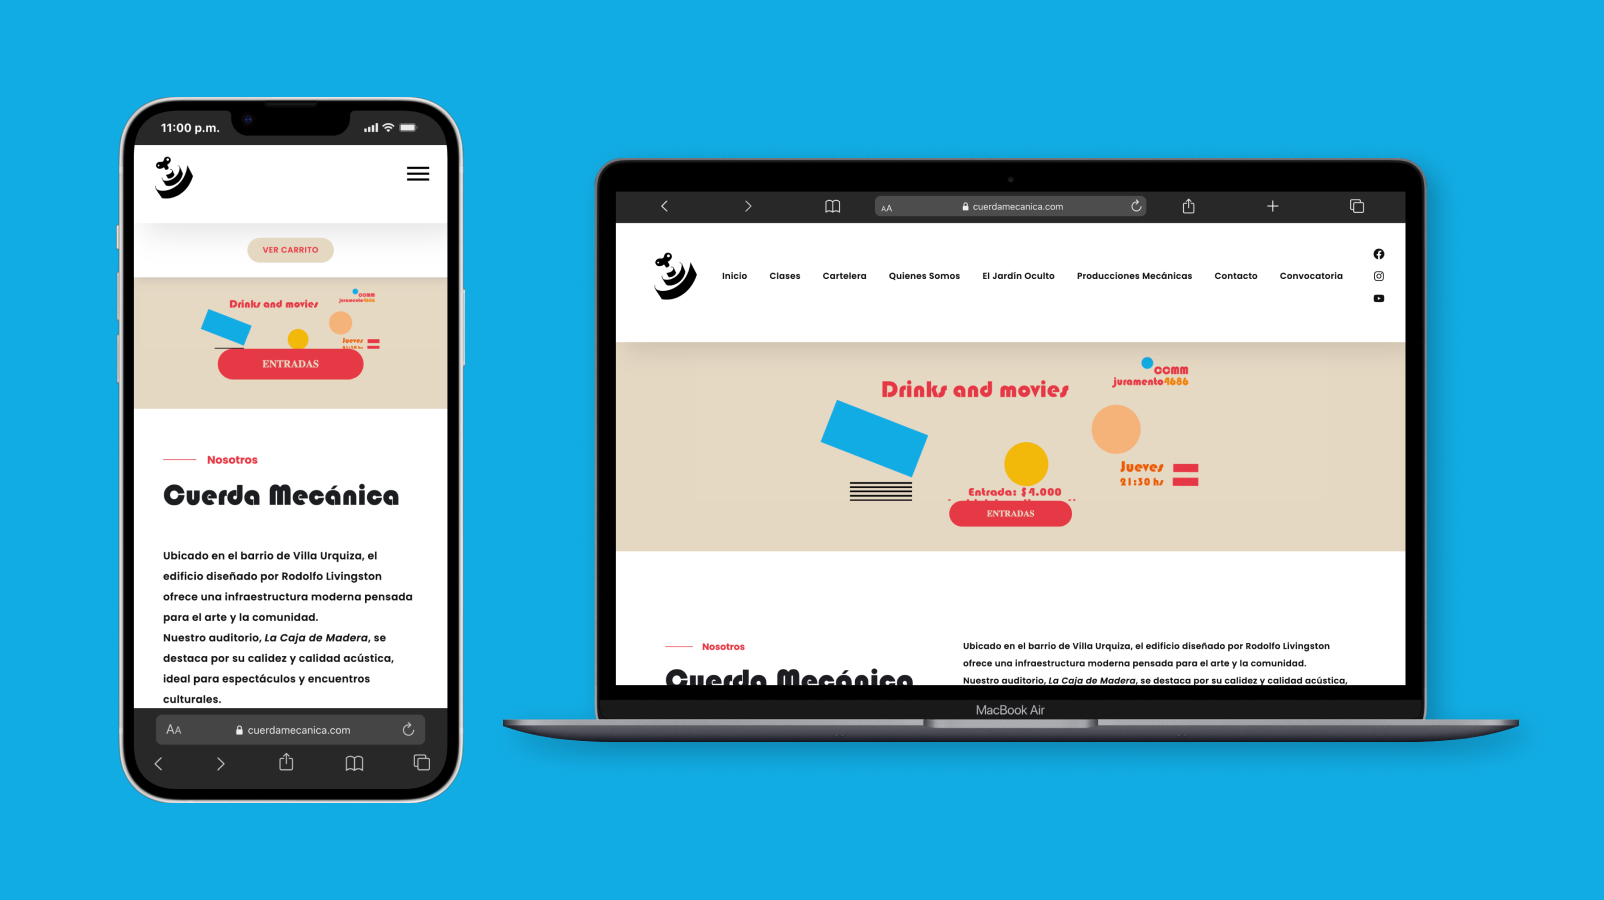 11:00 p.m.
VER CARRITO
Drinks and movies
ccmm
juramento4686
Jueves
21:30 hs
ENTRADAS
Nosotros
Cuerda Mecánica
Ubicado en el barrio de Villa Urquiza, el
edificio diseñado por Rodolfo Livingston
ofrece una infraestructura moderna pensada
para el arte y la comunidad.
Nuestro auditorio, La Caja de Madera, se
destaca por su calidez y calidad acústica,
ideal para espectáculos y encuentros
culturales.
AA cuerdamecanica.com
AA cuerdamecanica.com
Inicio Clases Cartelera Quienes Somos El Jardín Oculto Producciones Mecánicas Contacto Convocatoria
Drinks and movies
ccmm
juramento4686
Jueves
21:30 hs
Entrada: $4.000
ENTRADAS
Nosotros
Cuerda Mecánica
Ubicado en el barrio de Villa Urquiza, el edificio diseñado por Rodolfo Livingston
ofrece una infraestructura moderna pensada para el arte y la comunidad.
Nuestro auditorio, La Caja de Madera, se destaca por su calidez y calidad acústica,
MacBook Air